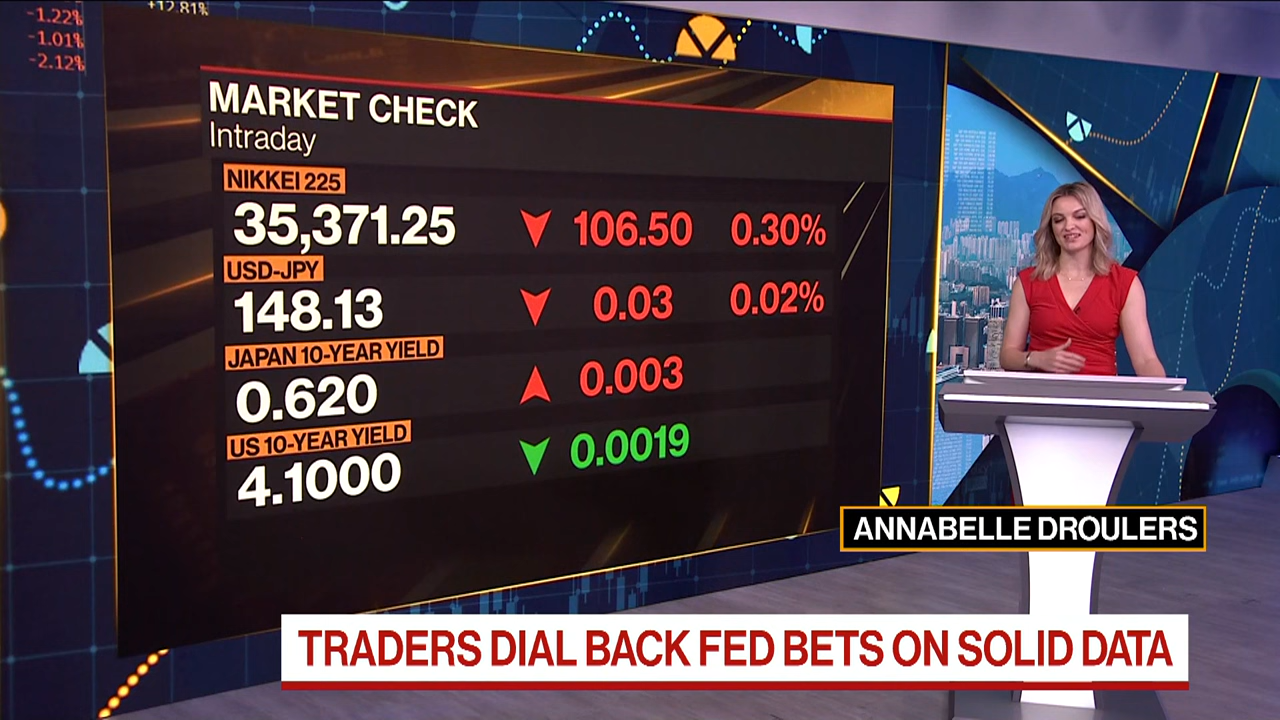 -1.22%
-1.01%
-2.12%
+12.81%
MARKET CHECK
Intraday
NIKKEI 225
35,371.25 106.50 0.30%
USD-JPY
148.13 0.03 0.02%
JAPAN 10-YEAR YIELD
0.620 0.003
US 10-YEAR YIELD
4.1000 0.0019
ANNABELLE DROULERS
TRADERS DIAL BACK FED BETS ON SOLID DATA